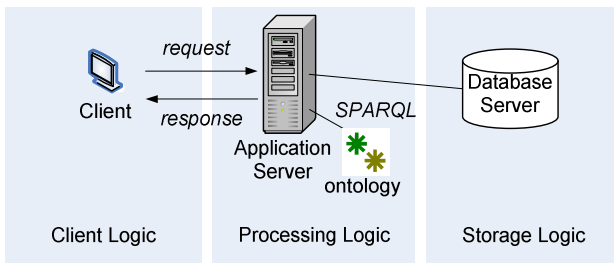 request
Client
response
Application
Server
SPARQL
ontology
Database
Server
Client Logic
Processing Logic
Storage Logic